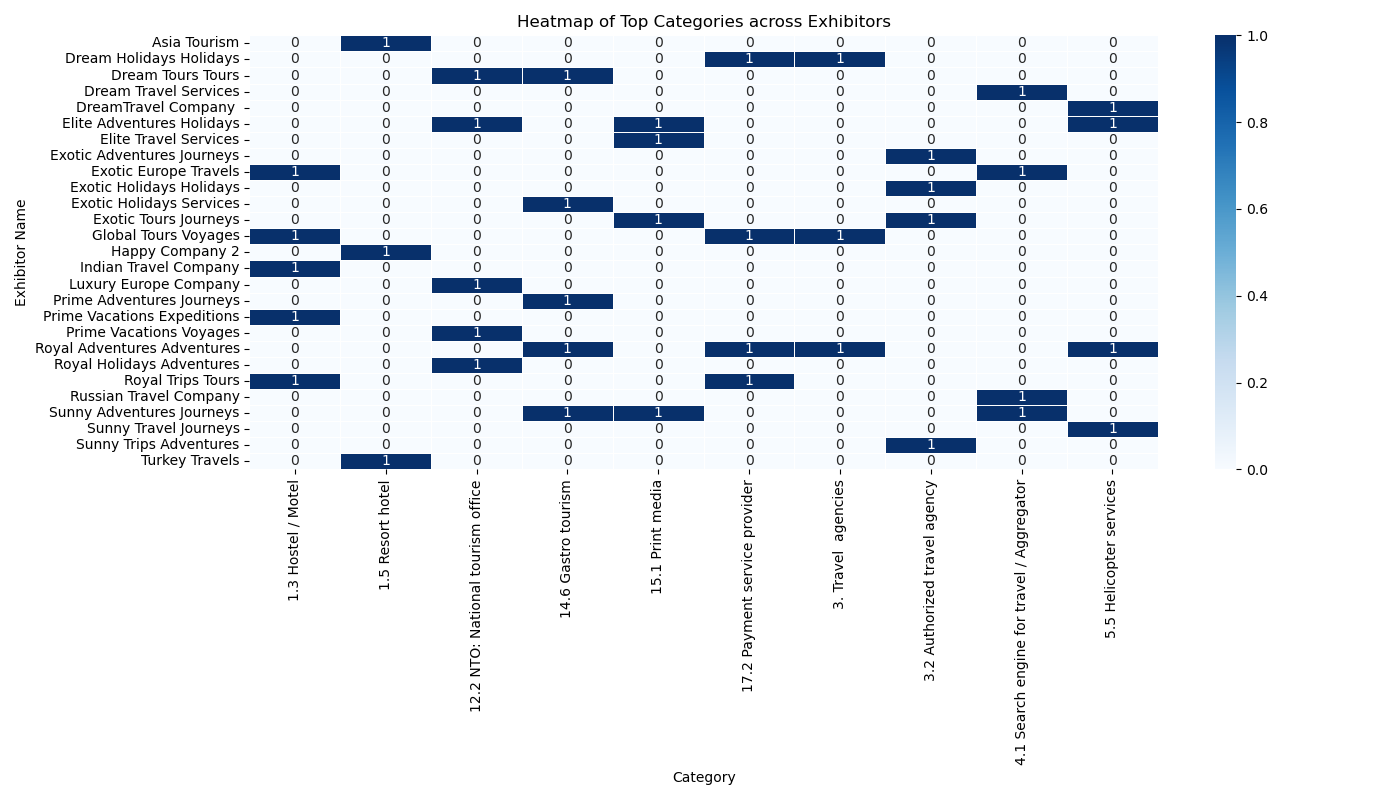 Heatmap of Top Categories across Exhibitors
Exhibitor Name
Asia Tourism 0 1 0 0 0 0 0 0 0 0
Dream Holidays Holidays 0 0 0 0 0 1 1 0 0 0
Dream Tours Tours 0 0 1 1 0 0 0 0 0 0
Dream Travel Services 0 0 0 0 0 0 0 0 1 0
DreamTravel Company 0 0 0 0 0 0 0 0 0 1
Elite Adventures Holidays 0 0 1 0 1 0 0 0 0 1
Elite Travel Services 0 0 0 0 1 0 0 0 0 0
Exotic Adventures Journeys 0 0 0 0 0 0 0 1 0 0
Exotic Europe Travels 1 0 0 0 0 0 0 0 1 0
Exotic Holidays Holidays 0 0 0 0 0 0 0 1 0 0
Exotic Holidays Services 0 0 0 1 0 0 0 0 0 0
Exotic Tours Journeys 0 0 0 0 1 0 0 1 0 0
Global Tours Voyages 1 0 0 0 0 1 1 0 0 0
Happy Company 2 0 1 0 0 0 0 0 0 0 0
Indian Travel Company 1 0 0 0 0 0 0 0 0 0
Luxury Europe Company 0 0 1 0 0 0 0 0 0 0
Prime Adventures Journeys 0 0 0 1 0 0 0 0 0 0
Prime Vacations Expeditions 1 0 0 0 0 0 0 0 0 0
Prime Vacations Voyages 0 0 1 0 0 0 0 0 0 0
Royal Adventures Adventures 0 0 0 1 0 1 1 0 0 1
Royal Holidays Adventures 0 0 1 0 0 0 0 0 0 0
Royal Trips Tours 1 0 0 0 0 1 0 0 0 0
Russian Travel Company 0 0 0 0 0 0 0 0 1 0
Sunny Adventures Journeys 0 0 0 1 1 0 0 0 1 0
Sunny Travel Journeys 0 0 0 0 0 0 0 0 0 1
Sunny Trips Adventures 0 0 0 0 0 0 0 1 0 0
Turkey Travels 0 1 0 0 0 0 0 0 0 0
1.3 Hostel / Motel
1.5 Resort hotel
12.2 NTO: National tourism office
14.6 Gastro tourism
15.1 Print media
17.2 Payment service provider
3. Travel  agencies
3.2 Authorized travel agency
4.1 Search engine for travel / Aggregator
5.5 Helicopter services
Category
1.0
0.8
0.6
0.4
0.2
0.0